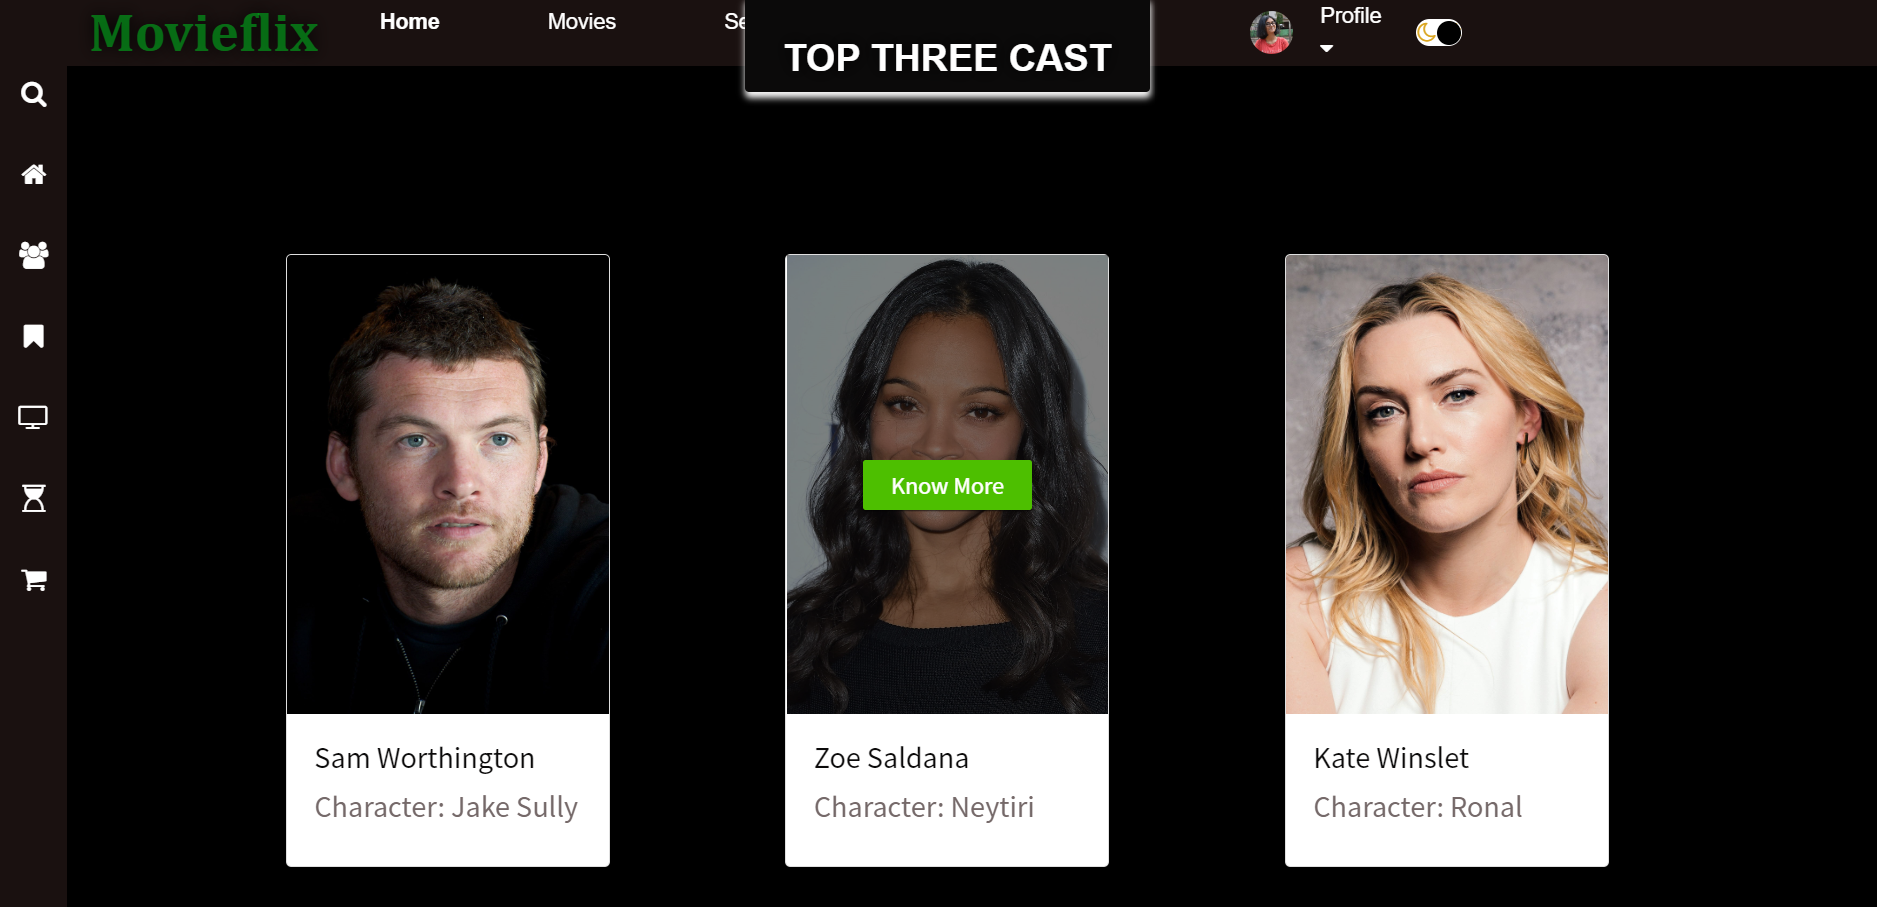 Movieflix
Home
Movies
Se
TOP THREE CAST
Profile
Know More
Sam Worthington
Character: Jake Sully
Zoe Saldana
Character: Neytiri
Kate Winslet
Character: Ronal